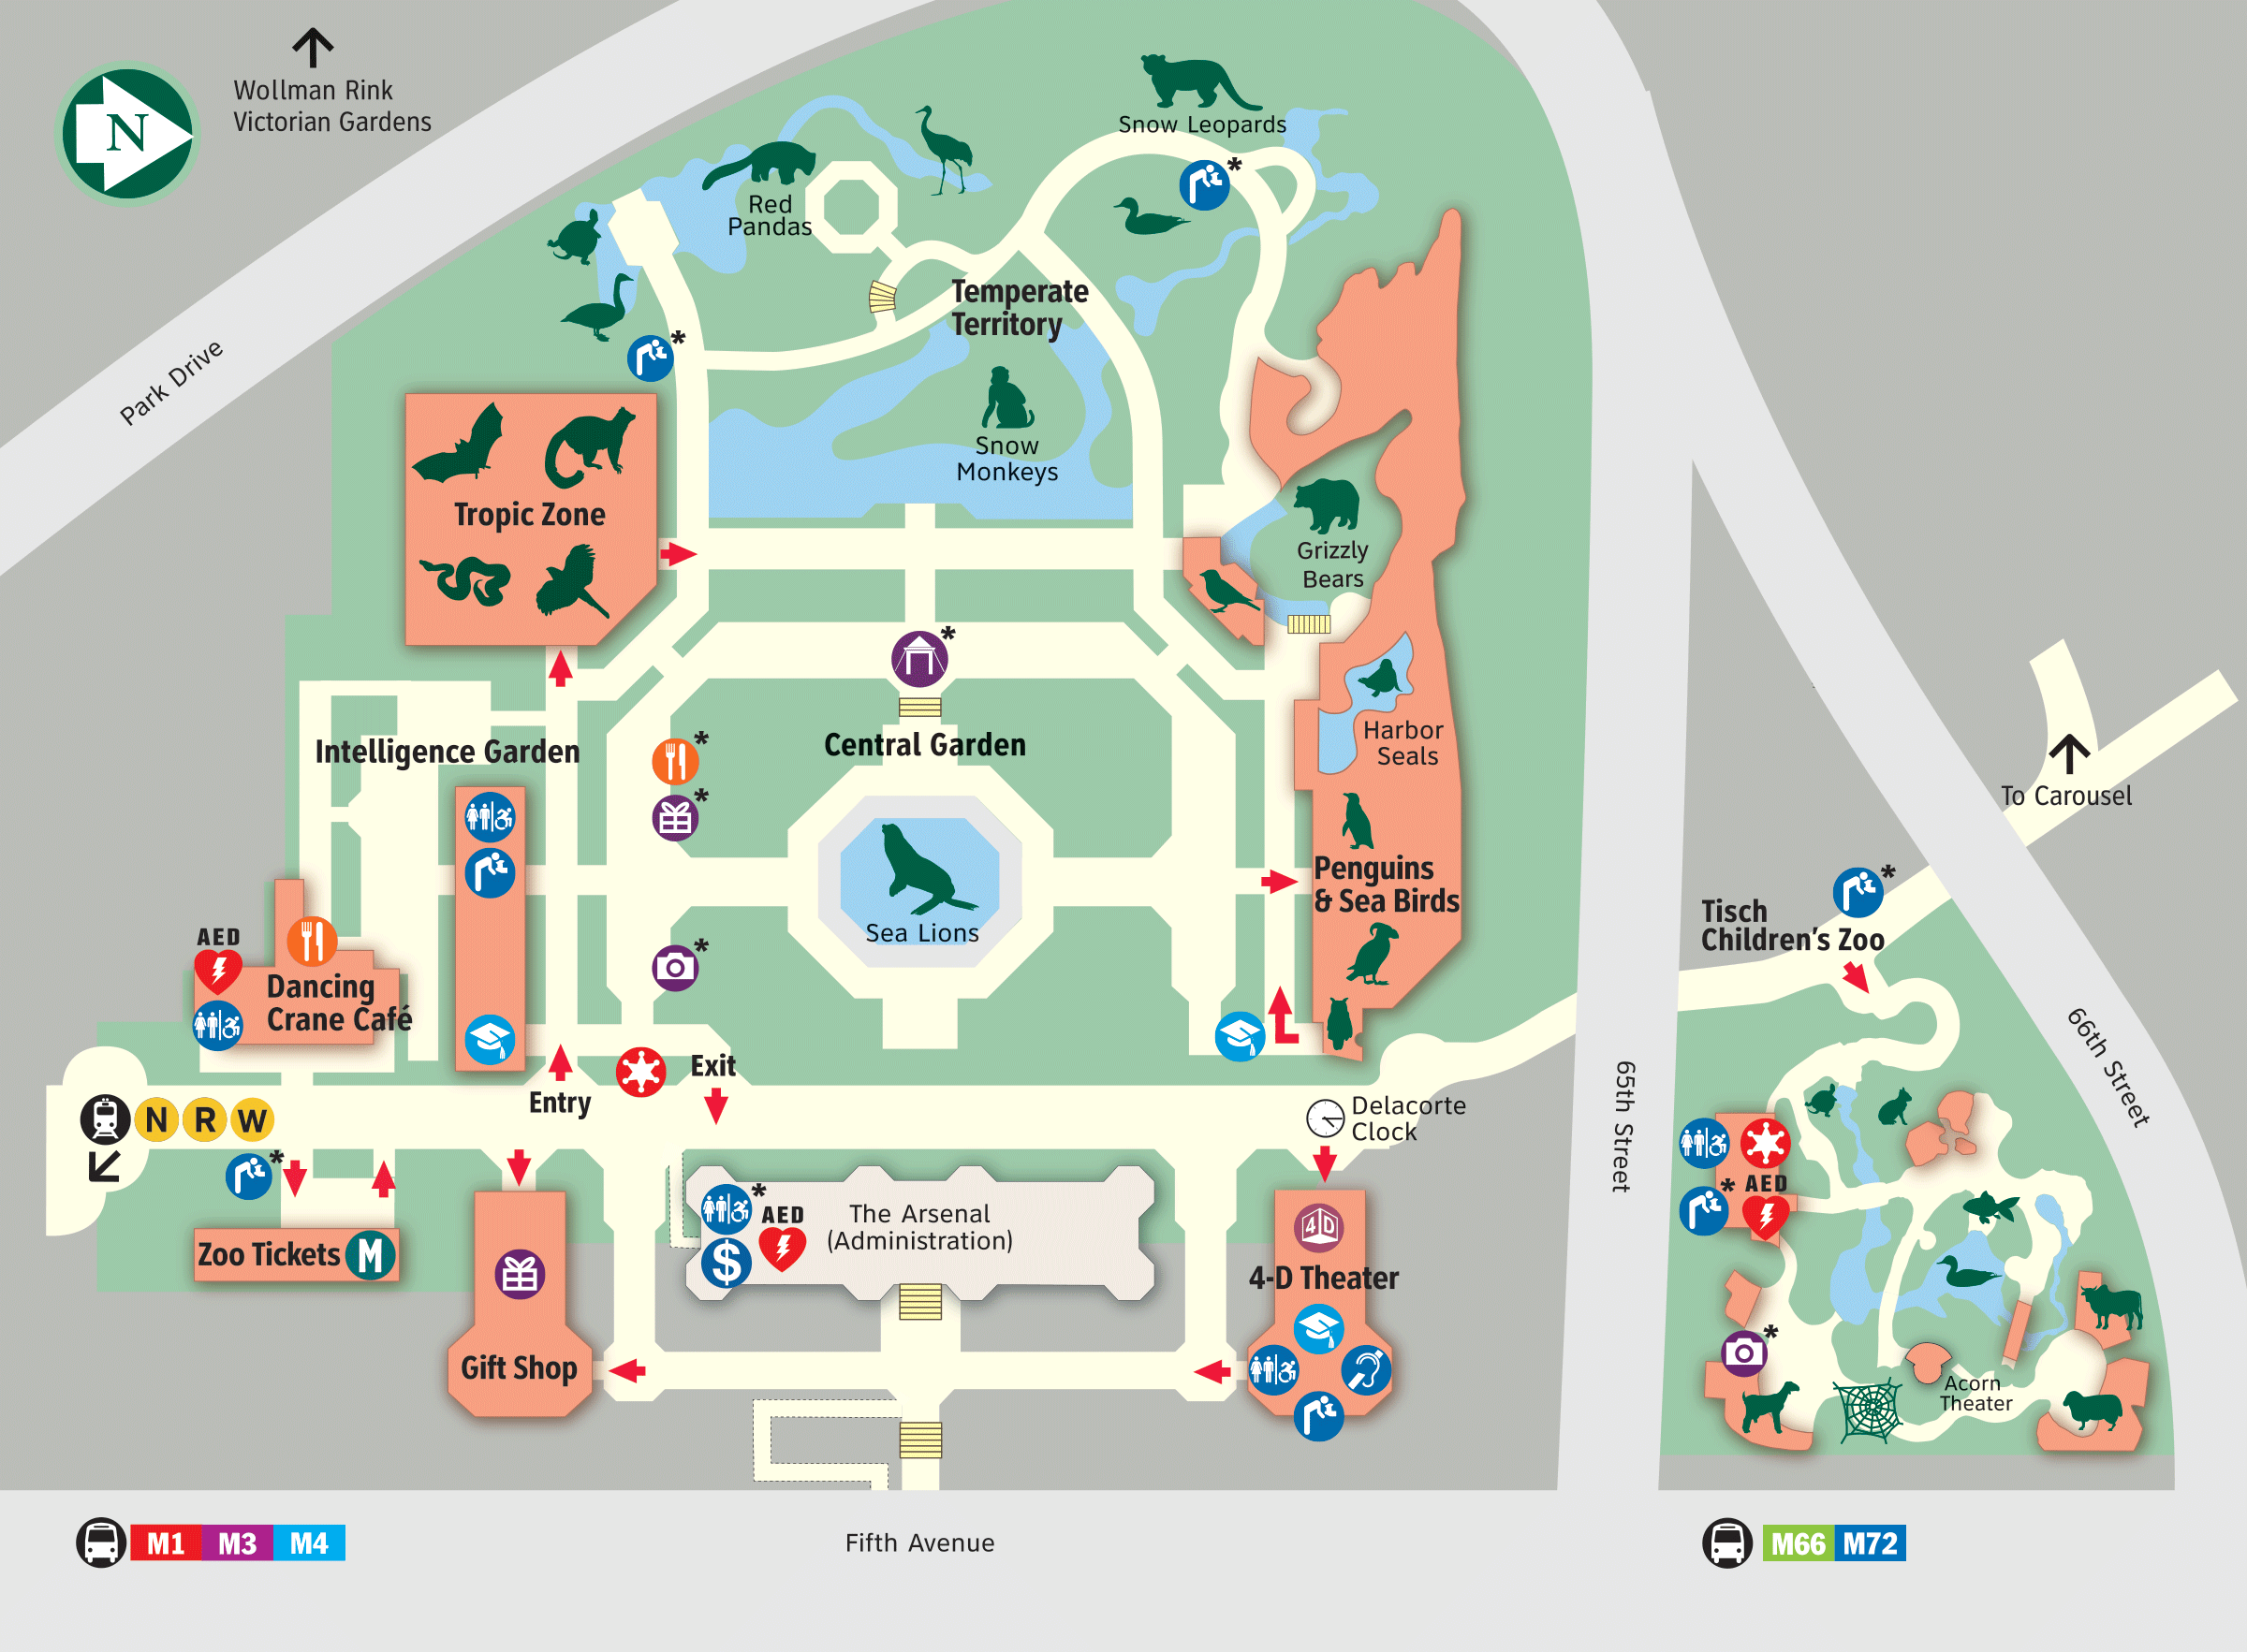 N
Wollman Rink
Victorian Gardens
Park Drive
Snow Leopards
*
Red
Pandas
*
Temperate
Territory
Snow
Monkeys
Tropic Zone
Grizzly
Bears
*
Harbor
Seals
Intelligence Garden
*
*
Central Garden
Sea Lions
*
Penguins
& Sea Birds
AED
Dancing
Crane Café
Exit
Entry
N R W
*
Delacorte
Clock
Zoo Tickets M
*
AED
$
The Arsenal
(Administration)
4D
4-D Theater
Gift Shop
65th Street
66th Street
To Carousel
*
Tisch
Children's Zoo
* AED
*
Acorn
Theater
M1 M3 M4
Fifth Avenue
M66 M72